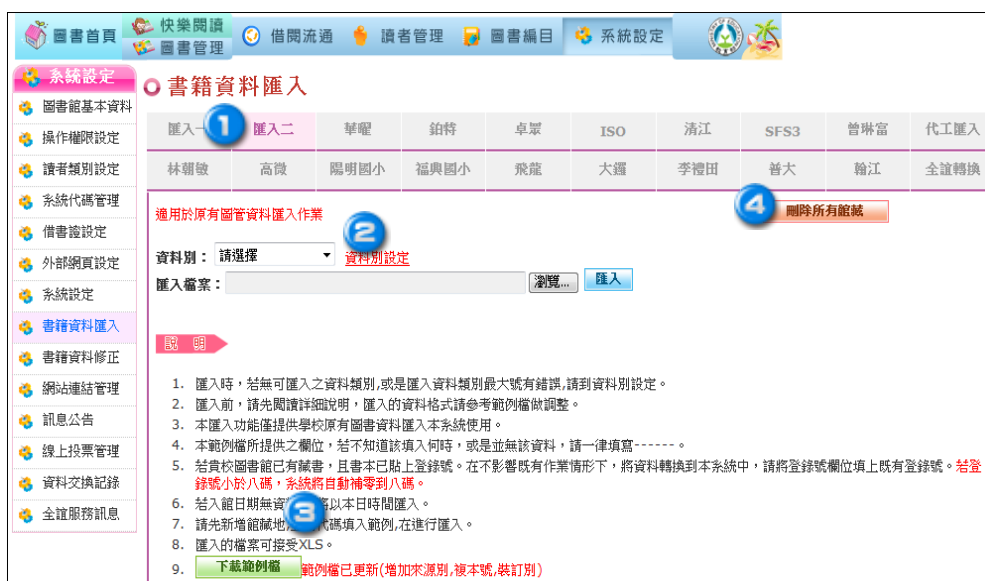 圖書首頁
快樂閱讀
圖書管理
借閱流通
讀者管理
圖書編目
系統設定
系統設定
圖書館基本資料
操作權限設定
讀者類別設定
系統代碼管理
借書證設定
外部網頁設定
系統設定
書籍資料匯入
書籍資料修正
網站連結管理
訊息公告
線上投票管理
資料交換記錄
全誼服務訊息
書籍資料匯入
匯入一 1 匯入二 華曜 鉑特 卓眾 ISO 清江 SFS3 曾琳富 代工匯入
林朝敏 高微 陽明國小 福興國小 飛龍 大鐸 李禮田 普大 翰江 全誼轉換
適用於原有圖管資料匯入作業
4 刪除所有館藏
2
資料別： 請選擇 資料別設定
匯入檔案： 瀏覽... 匯入
說 明
1. 匯入時，若無可匯入之資料類別,或是匯入資料類別最大號有錯誤,請到資料別設定。
2. 匯入前，請先閱讀詳細說明，匯入的資料格式請參考範例檔做調整。
3. 本匯入功能僅提供學校原有圖書資料匯入本系統使用。
4. 本範例檔所提供之欄位，若不知道該填入何時，或是並無該資料，請一律填寫------。
5. 若貴校圖書館已有藏書，且書本已貼上登錄號。在不影響既有作業情形下，將資料轉換到本系統中，請將登錄號欄位填上既有登錄號。若登
錄號小於八碼，系統將自動補零到八碼。
6. 若入館日期無資 以本日時間匯入。
3
7. 請先新增館藏地 代碼填入範例,在進行匯入。
8. 匯入的檔案可接受XLS。
9. 下載範例檔 範例檔已更新(增加來源別,複本號,裝訂別)